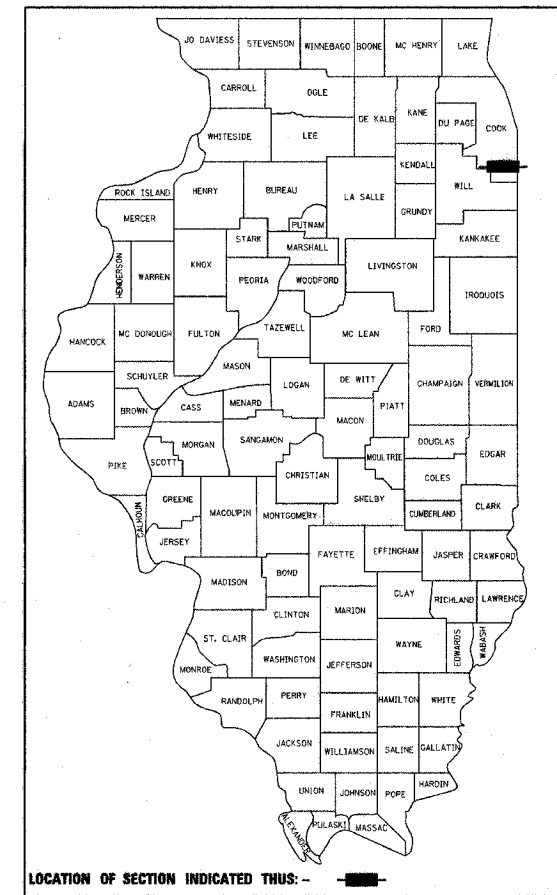 JO DAVIESS STEVENSON WINNEBAGO BOONE MC HENRY LAKE
CARROLL OGLE DE KALB KANE DU PAGE COOK
WHITESIDE LEE KENDALL WILL
ROCK ISLAND HENRY BUREAU LA SALLE GRUNDY
MERCER PUTNAM KANKAKEE
STARK MARSHALL
HENDERSON WARREN KNOX PEORIA WOODFORD LIVINGSTON IROQUOIS
HANCOCK MC DONOUGH FULTON TAZEWELL MC LEAN FORD
SCHUYLER MASON LOGAN DE WITT CHAMPAIGN VERMILION
ADAMS BROWN CASS MENARD MACON PIATT
MORGAN SANGAMON DOUGLAS EDGAR
PIKE SCOTT CHRISTIAN MOULTRIE COLES
GREENE MACOUPIN MONTGOMERY SHELBY CUMBERLAND CLARK
CALHOUN JERSEY FAYETTE EFFINGHAM JASPER CRAWFORD
MADISON BOND CLAY RICHLAND LAWRENCE
CLINTON MARION
ST. CLAIR WAYNE EDWARDS WABASH
MONROE WASHINGTON JEFFERSON
RANDOLPH PERRY HAMILTON WHITE
FRANKLIN
JACKSON WILLIAMSON SALINE GALLATIN
UNION JOHNSON POPE HARDIN
ALEXANDER PULASKI MASSAC
LOCATION OF SECTION INDICATED THUS: -